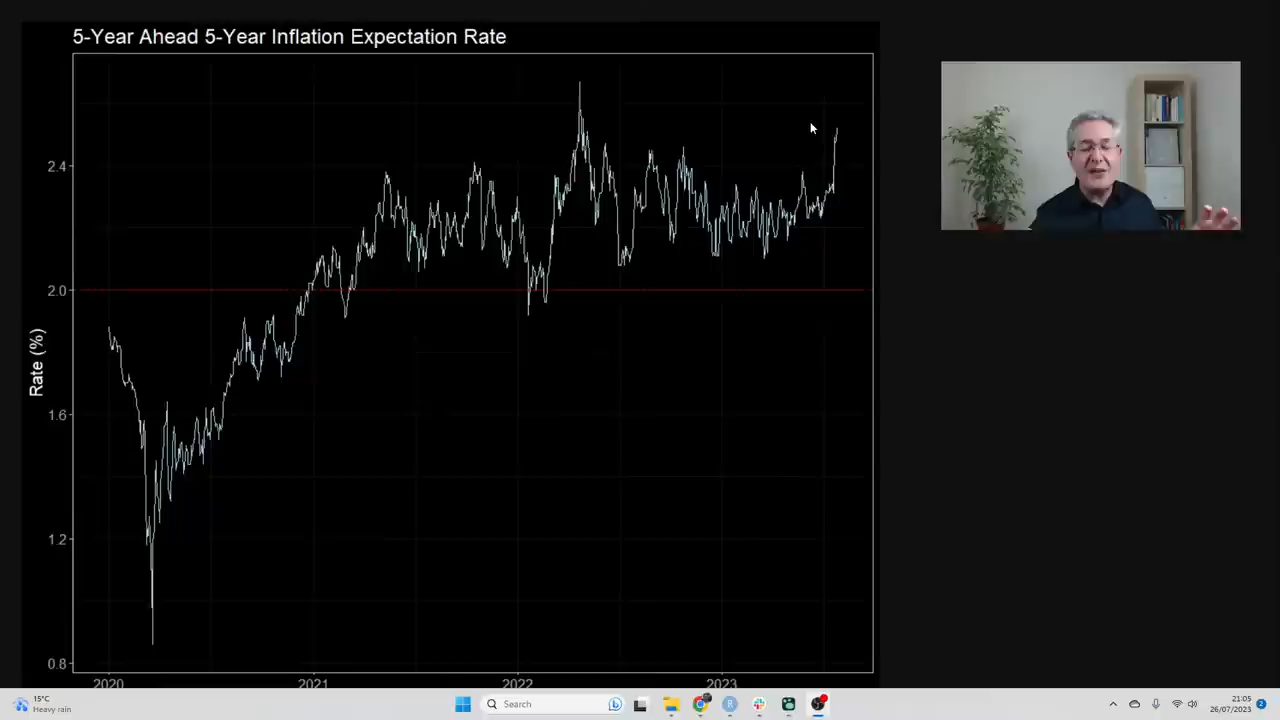 5-Year Ahead 5-Year Inflation Expectation Rate
2.4
2.0
1.6
1.2
0.8
Rate (%)
2020
2021
2022
2023
15°C
Heavy rain
Search
21:05
26/07/2023
2